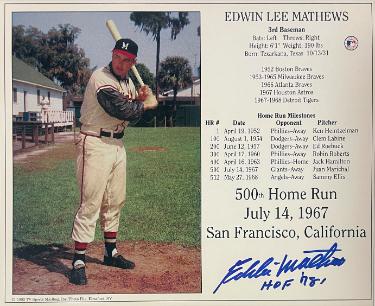 EDWIN LEE MATHEWS
3rd Baseman
Bats: Left Throws: Right
Height: 6'1" Weight: 190 lbs
Born: Texarkana, Texas 10/13/31
1952 Boston Braves
1953-1965 Milwaukee Braves
1966 Atlanta Braves
1967 Houston Astros
1967-1968 Detroit Tigers
Home Run Milestones
HR # DATE OPPONENT Pitcher
1 April 19, 1952 Phillies-Away Ken Heintzelman
100 August 1, 1954 Dodgers-Away Clem Labine
200 June 12, 1957 Dodgers-Away Ed Roebuck
300 April 17, 1960 Phillies-Away Robin Roberts
400 April 16, 1963 Phillies-Home Jack Hamilton
500 July 14, 1967 Giants-Away Juan Marichal
512 May 27, 1968 Angels-Away Sammy Ellis
500th Home Run
July 14, 1967
San Francisco, California
Eddie Mathews
HOF 78
M